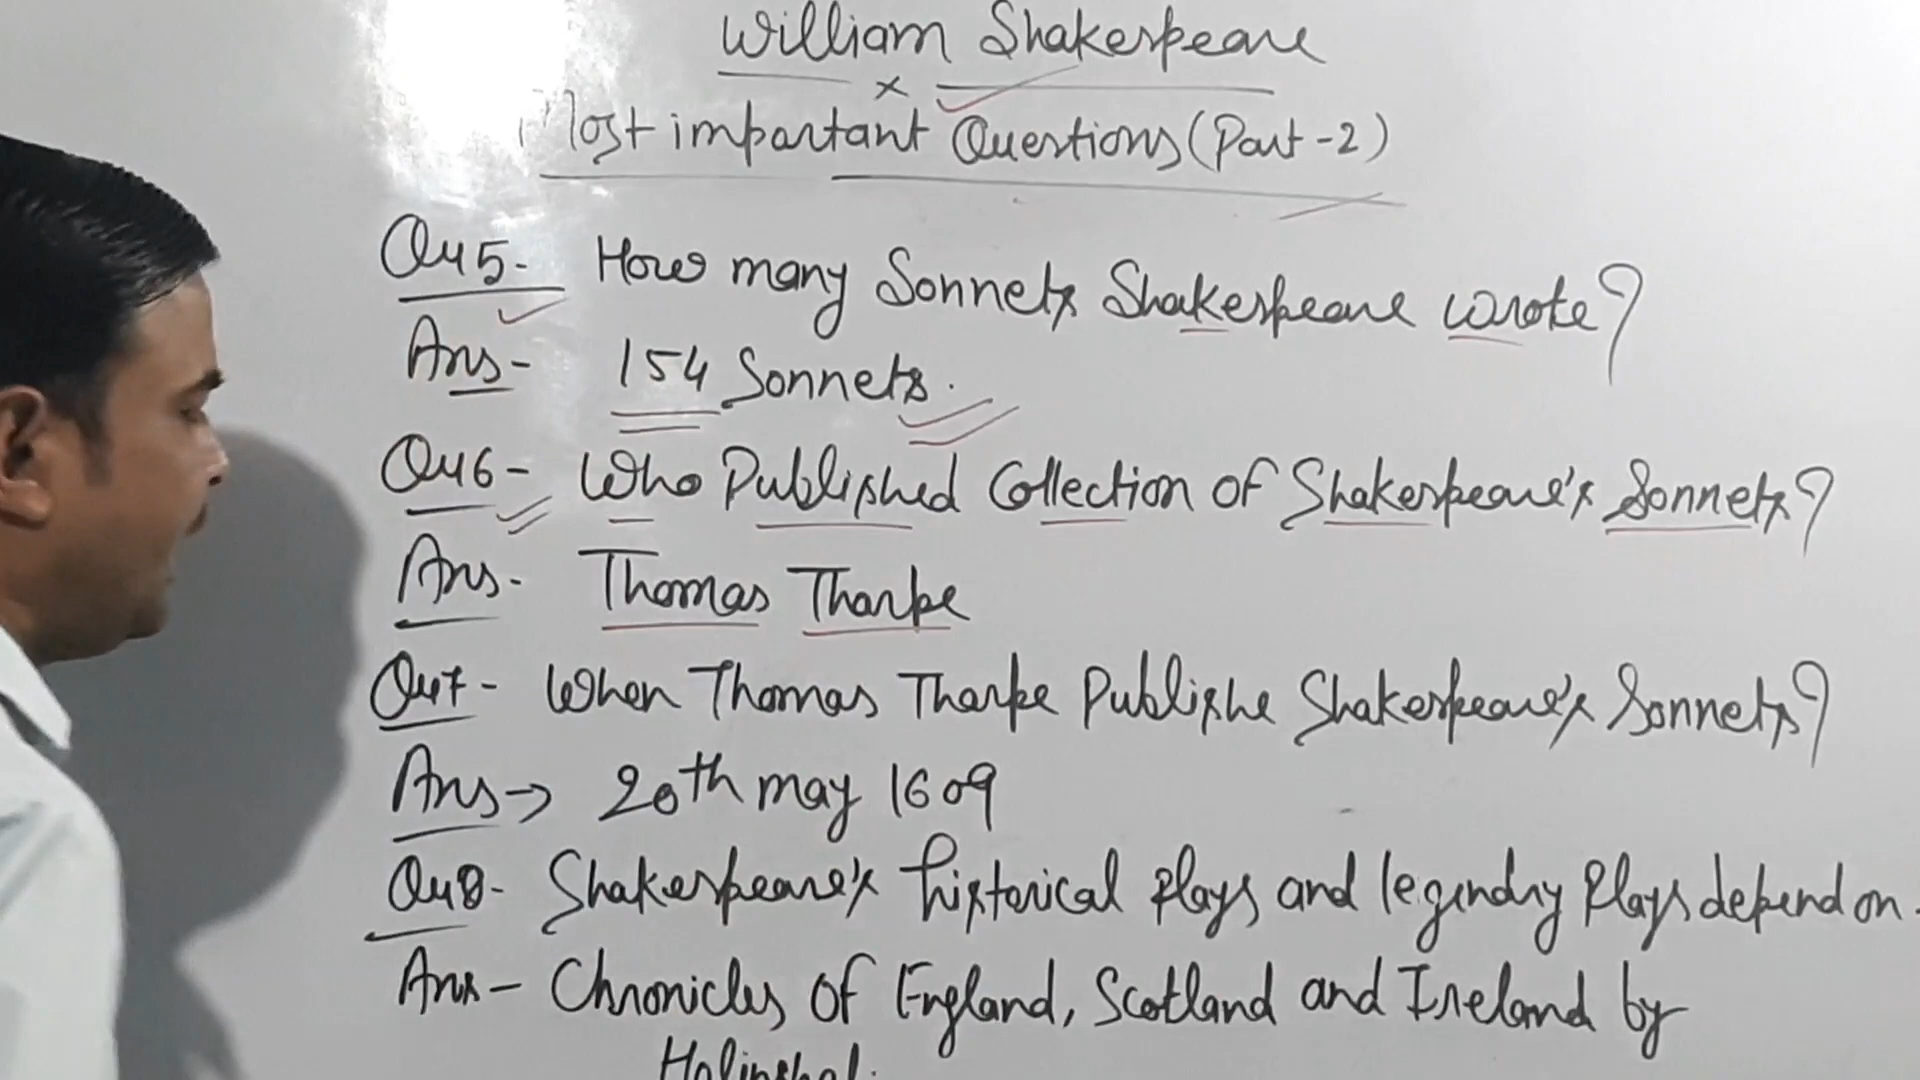 William Shakespeare
Most important Questions (Part-2)
Qu5- How many Sonnets Shakespeare wrote?
Ans- 154 Sonnets.
Qu6- Who Published Collection of Shakespeare's Sonnets?
Ans- Thomas Tharpe
Qu7- When Thomas Tharpe Publishe Shakespeare's Sonnets?
Ans→ 20th may 1609
Qu8- Shakespeare's historical plays and legendry Plays depend on.
Ans- Chronicles of England, Scotland and Ireland by